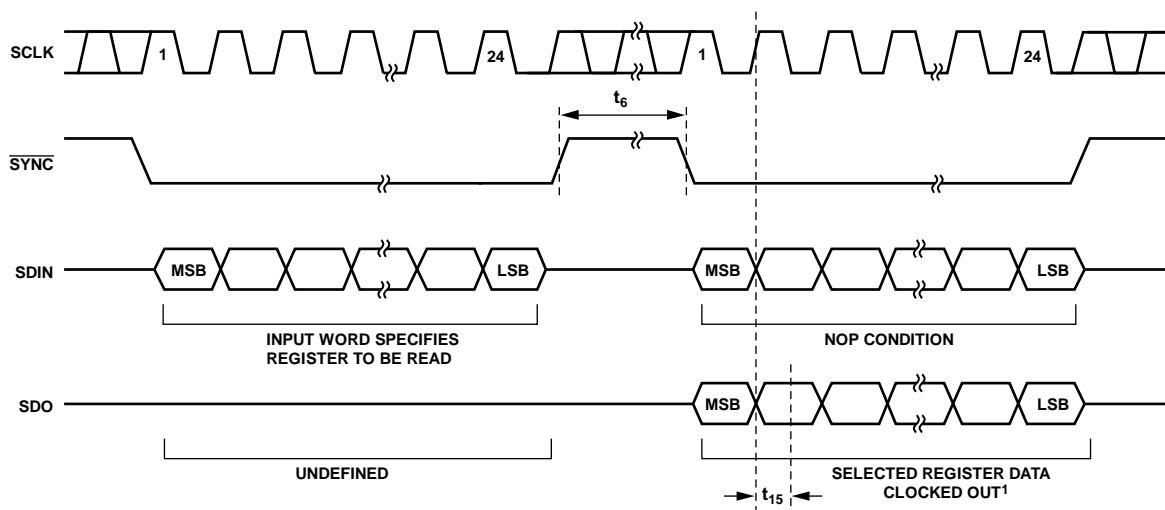 SCLK
1
24
1
24
t6
SYNC
SDIN
MSB
LSB
MSB
LSB
INPUT WORD SPECIFIES
REGISTER TO BE READ
NOP CONDITION
SDO
MSB
LSB
UNDEFINED
SELECTED REGISTER DATA
CLOCKED OUT1
t15